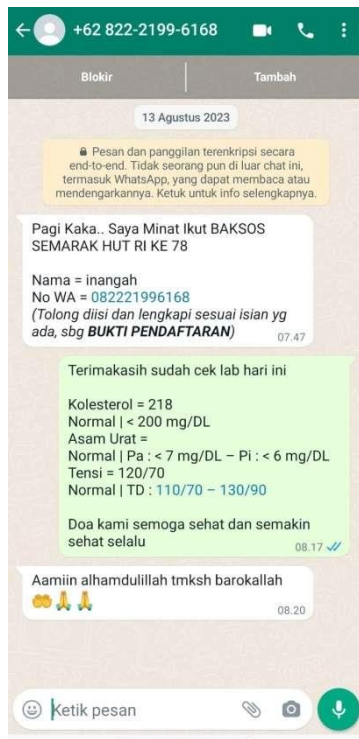 +62 822-2199-6168
Blokir
Tambah
13 Agustus 2023
Pesan dan panggilan terenkripsi secara
end-to-end. Tidak seorang pun di luar chat ini,
termasuk WhatsApp, yang dapat membaca atau
mendengarkannya. Ketuk untuk info selengkapnya.
Pagi Kaka.. Saya Minat Ikut BAKSOS
SEMARAK HUT RI KE 78
Nama = inangah
No WA = 082221996168
(Tolong diisi dan lengkapi sesuai isian yg
ada, sbg BUKTI PENDAFTARAN)
07.47
Terimakasih sudah cek lab hari ini
Kolesterol = 218
Normal | < 200 mg/DL
Asam Urat =
Normal | Pa : < 7 mg/DL – Pi : < 6 mg/DL
Tensi = 120/70
Normal | TD : 110/70 – 130/90
Doa kami semoga sehat dan semakin
sehat selalu
08.17
Aamiin alhamdulillah tmksh barokallah
08.20
Ketik pesan